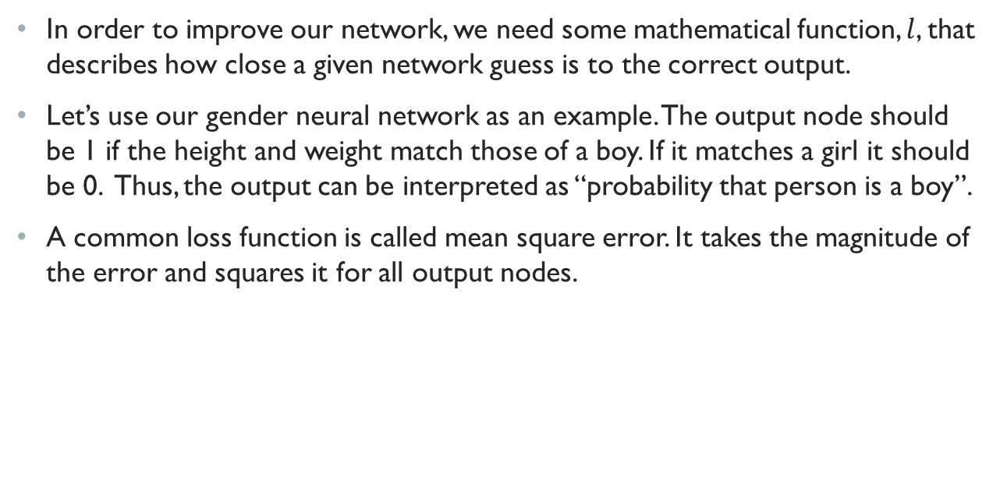 • In order to improve our network, we need some mathematical function, l, that
describes how close a given network guess is to the correct output.
• Let’s use our gender neural network as an example. The output node should
be 1 if the height and weight match those of a boy. If it matches a girl it should
be 0. Thus, the output can be interpreted as “probability that person is a boy”.
• A common loss function is called mean square error. It takes the magnitude of
the error and squares it for all output nodes.